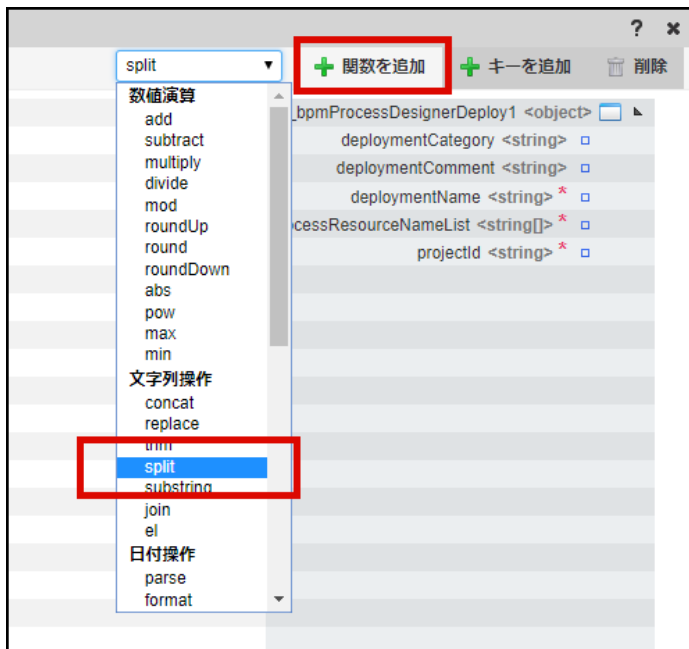 ? ×
split ▼ + 関数を追加 + キーを追加 削除
数値演算
add
subtract
multiply
divide
mod
roundUp
round
roundDown
abs
pow
max
min
文字列操作
concat
replace
trim
split
substring
join
el
日付操作
parse
format
_bpmProcessDesignerDeploy1 <object>
deploymentCategory <string>
deploymentComment <string>
deploymentName <string> *
cessResourceNameList <string[]> *
projectId <string> *